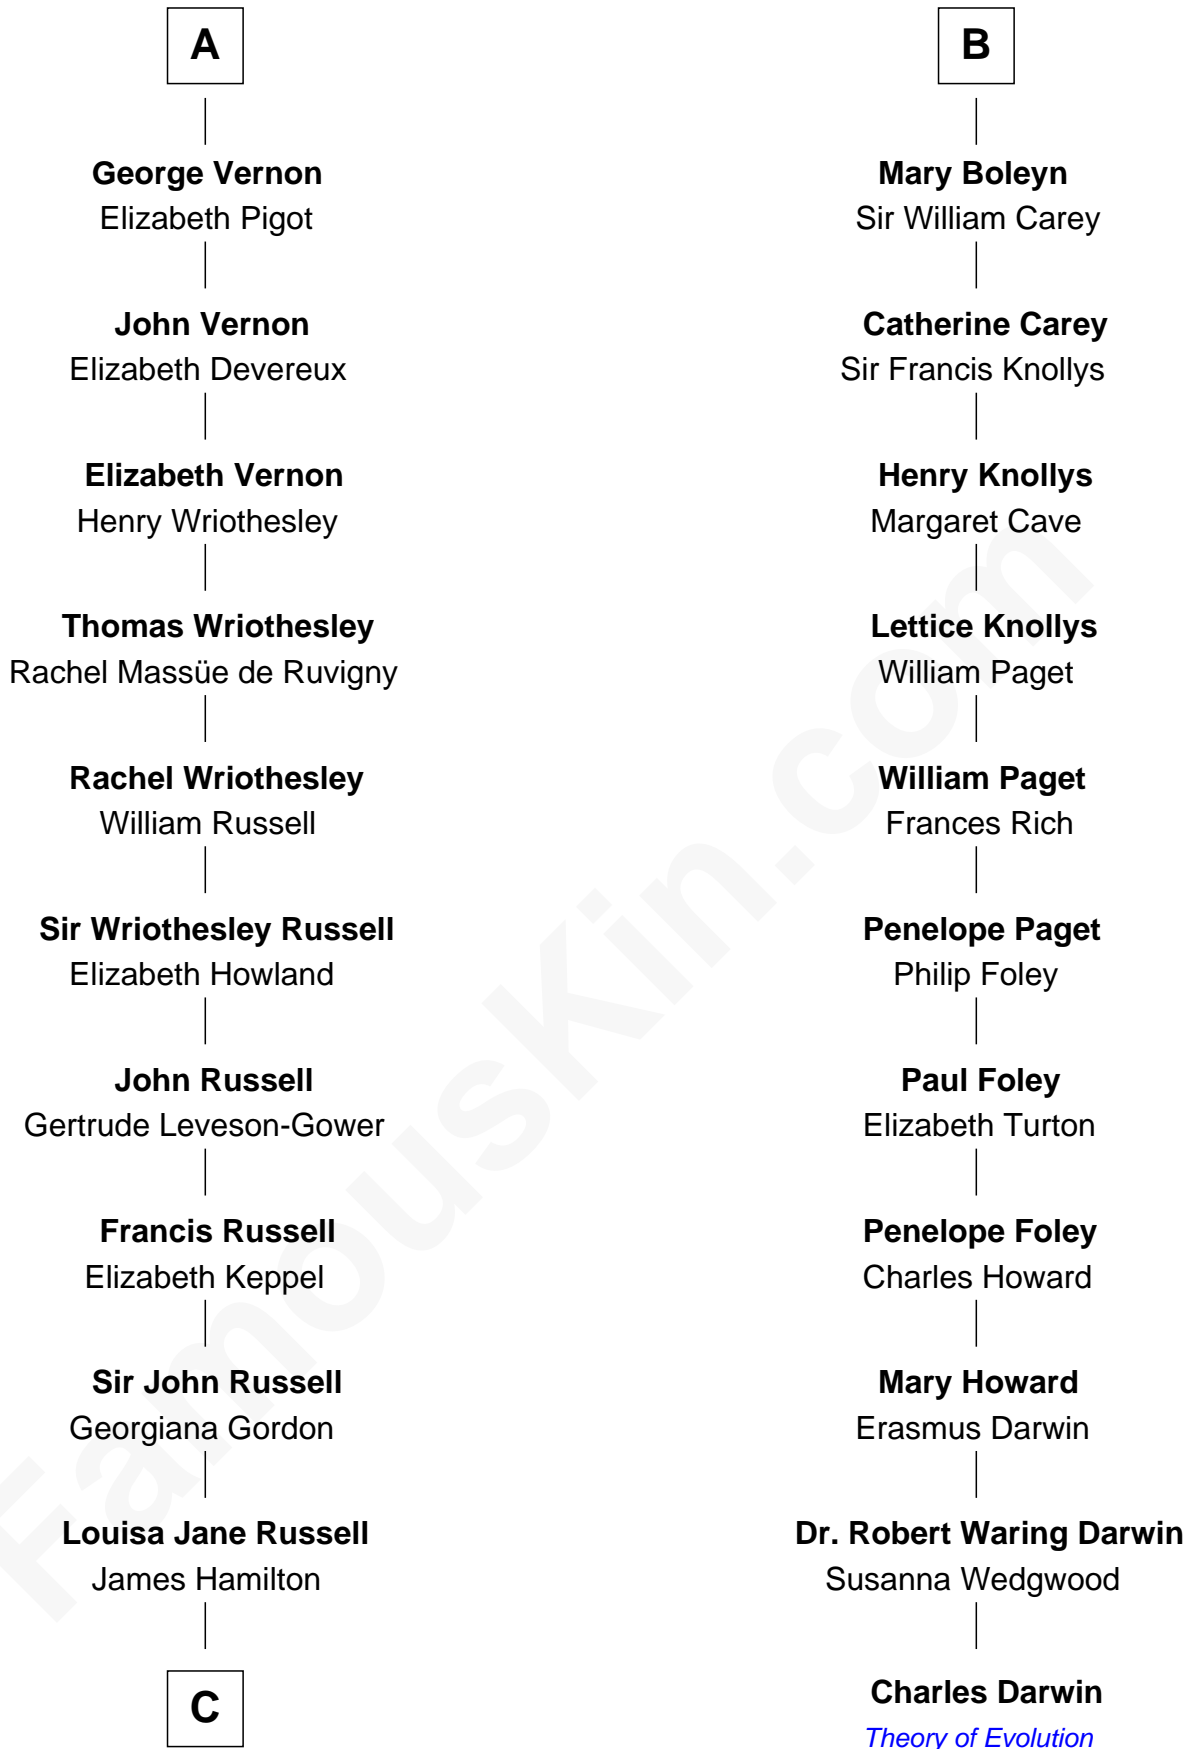 A
George Vernon
Elizabeth Pigot
John Vernon
Elizabeth Devereux
Elizabeth Vernon
Henry Wriothesley
Thomas Wriothesley
Rachel Massüe de Ruvigny
Rachel Wriothesley
William Russell
Sir Wriothesley Russell
Elizabeth Howland
John Russell
Gertrude Leveson-Gower
Francis Russell
Elizabeth Keppel
Sir John Russell
Georgiana Gordon
Louisa Jane Russell
James Hamilton
C
B
Mary Boleyn
Sir William Carey
Catherine Carey
Sir Francis Knollys
Henry Knollys
Margaret Cave
Lettice Knollys
William Paget
William Paget
Frances Rich
Penelope Paget
Philip Foley
Paul Foley
Elizabeth Turton
Penelope Foley
Charles Howard
Mary Howard
Erasmus Darwin
Dr. Robert Waring Darwin
Susanna Wedgwood
Charles Darwin
Theory of Evolution
FamousKin.com